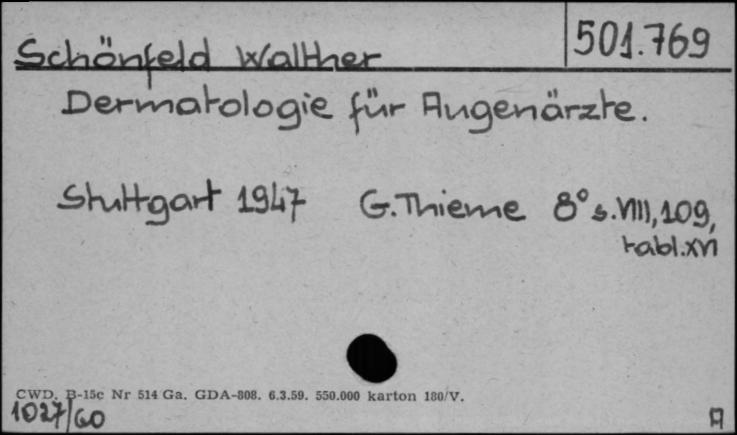 501.769
Schönfeld Walther
Dermatologie für Augenärzte.
Stuttgart 1947 G. Thieme 8° s. VIII, 109,
tabl. XVI
CWD. B-15c Nr 514 Ga. GDA-808. 6.3.59. 550.000 karton 180/V.
1027/60
A